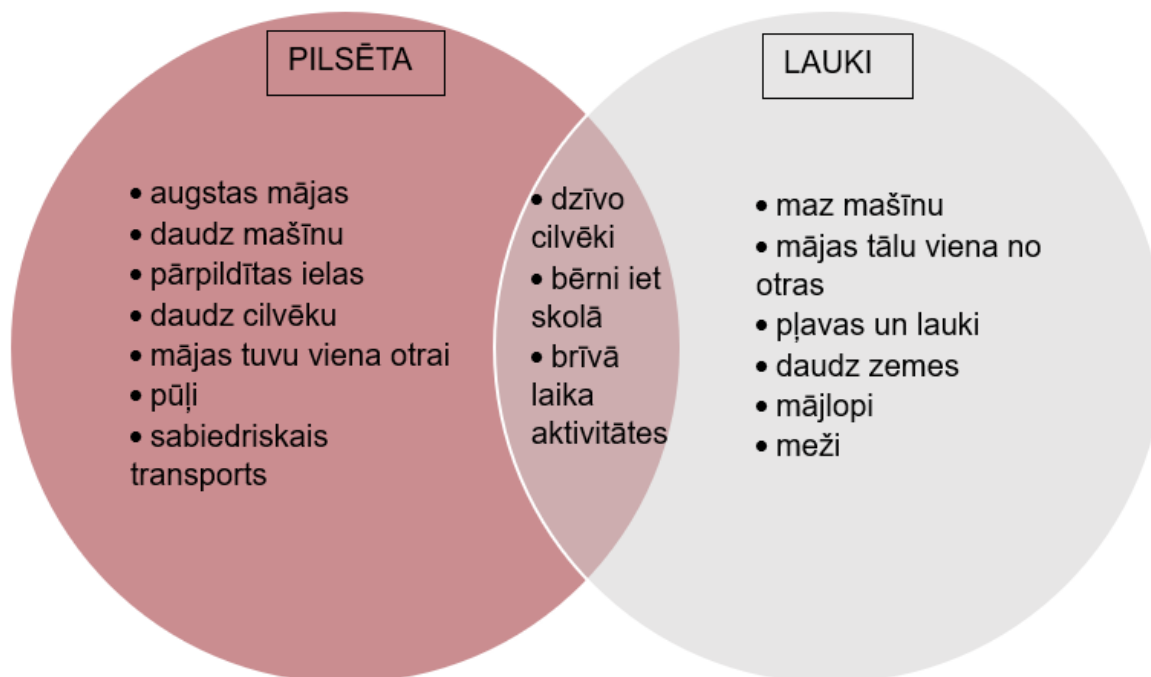 PILSĒTA
• augstas mājas
• daudz mašīnu
• pārpildītas ielas
• daudz cilvēku
• mājas tuvu viena otrai
• pūļi
• sabiedriskais
transports
• dzīvo
cilvēki
• bērni iet
skolā
• brīvā
laika
aktivitātes
LAUKI
• maz mašīnu
• mājas tālu viena no
otras
• pļavas un lauki
• daudz zemes
• mājlopi
• meži